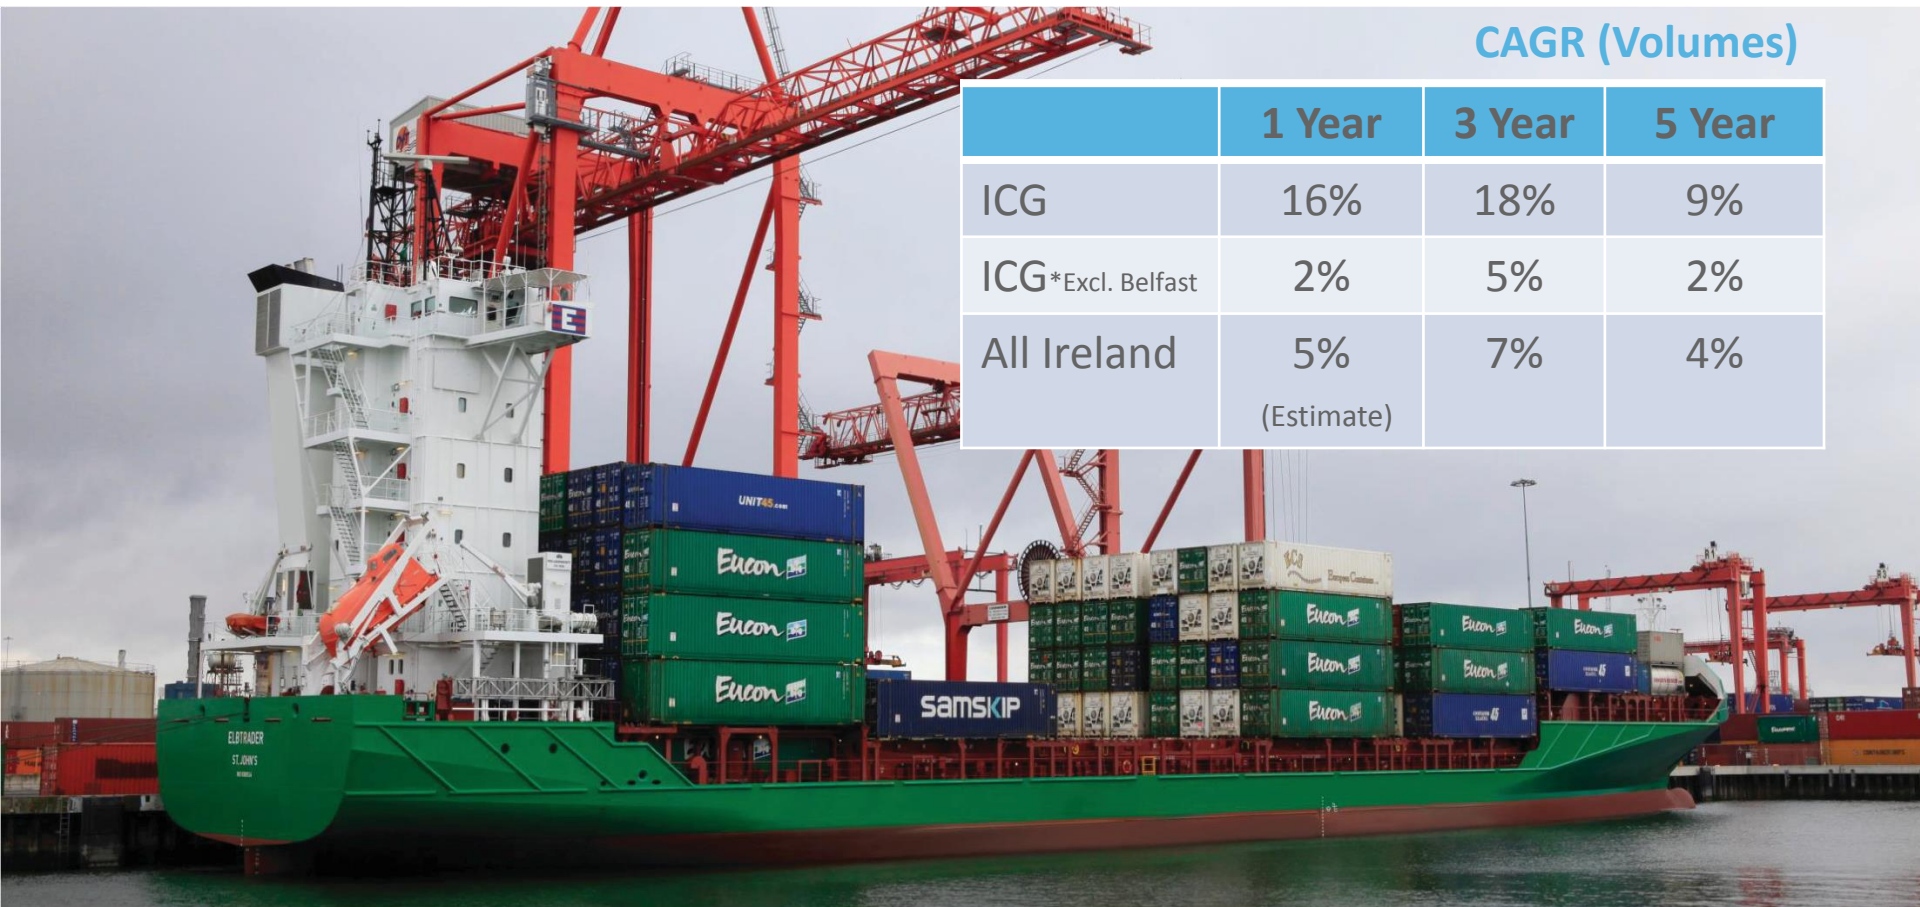 CAGR (Volumes)
1 Year 3 Year 5 Year
ICG 16% 18% 9%
ICG*Excl. Belfast 2% 5% 2%
All Ireland 5% 7% 4%
(Estimate)
E
UNIT45.com
Eucon
Eucon
Eucon
SAMSKIP
Eucon
Eucon
Eucon
Eucon
Eucon
Eucon
45
45
ELBTRADER
ST. JOHN'S